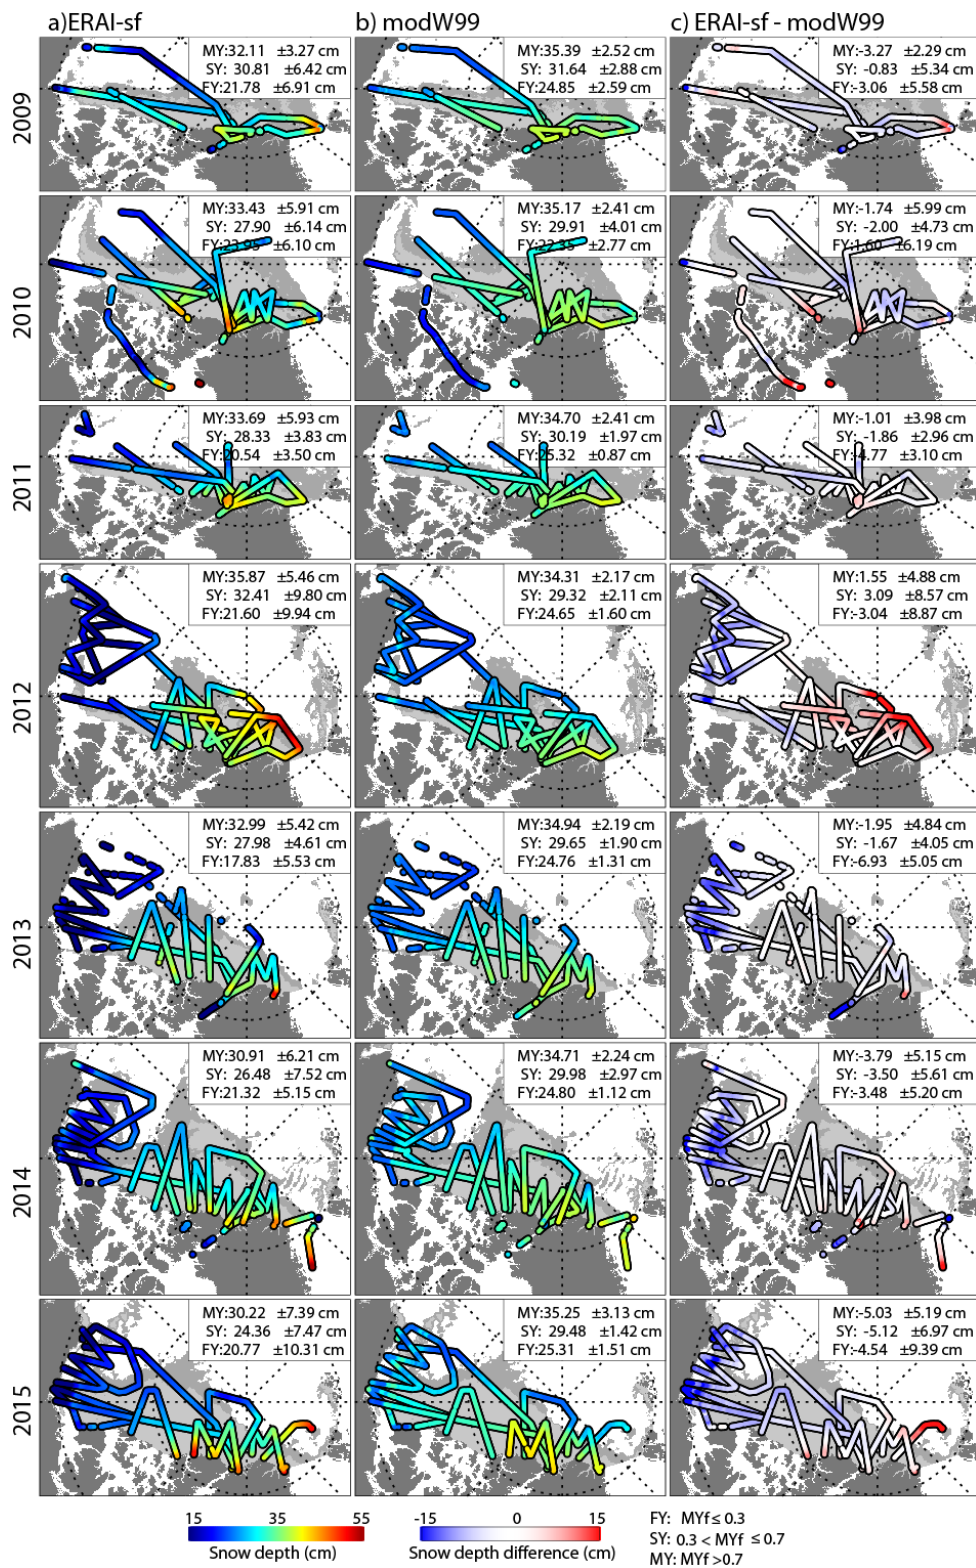 a)ERAI-sf
b) modW99
c) ERAI-sf - modW99
2009
MY:32.11 ±3.27 cm
SY: 30.81 ±6.42 cm
FY:21.78 ±6.91 cm
MY:35.39 ±2.52 cm
SY: 31.64 ±2.88 cm
FY:24.85 ±2.59 cm
MY:-3.27 ±2.29 cm
SY: -0.83 ±5.34 cm
FY:-3.06 ±5.58 cm
2010
MY:33.43 ±5.91 cm
SY: 27.90 ±6.14 cm
FY:23.95 ±6.10 cm
MY:35.17 ±2.41 cm
SY: 29.91 ±4.01 cm
FY:22.35 ±2.77 cm
MY:-1.74 ±5.99 cm
SY: -2.00 ±4.73 cm
FY:1.60 ±6.19 cm
2011
MY:33.69 ±5.93 cm
SY: 28.33 ±3.83 cm
FY:20.54 ±3.50 cm
MY:34.70 ±2.41 cm
SY: 30.19 ±1.97 cm
FY:25.32 ±0.87 cm
MY:-1.01 ±3.98 cm
SY: -1.86 ±2.96 cm
FY:-4.77 ±3.10 cm
2012
MY:35.87 ±5.46 cm
SY: 32.41 ±9.80 cm
FY:21.60 ±9.94 cm
MY:34.31 ±2.17 cm
SY: 29.32 ±2.11 cm
FY:24.65 ±1.60 cm
MY:1.55 ±4.88 cm
SY: 3.09 ±8.57 cm
FY:-3.04 ±8.87 cm
2013
MY:32.99 ±5.42 cm
SY: 27.98 ±4.61 cm
FY:17.83 ±5.53 cm
MY:34.94 ±2.19 cm
SY: 29.65 ±1.90 cm
FY:24.76 ±1.31 cm
MY:-1.95 ±4.84 cm
SY: -1.67 ±4.05 cm
FY:-6.93 ±5.05 cm
2014
MY:30.91 ±6.21 cm
SY: 26.48 ±7.52 cm
FY:21.32 ±5.15 cm
MY:34.71 ±2.24 cm
SY: 29.98 ±2.97 cm
FY:24.80 ±1.12 cm
MY:-3.79 ±5.15 cm
SY: -3.50 ±5.61 cm
FY:-3.48 ±5.20 cm
2015
MY:30.22 ±7.39 cm
SY: 24.36 ±7.47 cm
FY:20.77 ±10.31 cm
MY:35.25 ±3.13 cm
SY: 29.48 ±1.42 cm
FY:25.31 ±1.51 cm
MY:-5.03 ±5.19 cm
SY: -5.12 ±6.97 cm
FY:-4.54 ±9.39 cm
15 35 55
Snow depth (cm)
-15 0 15
Snow depth difference (cm)
FY: MYf ≤ 0.3
SY: 0.3 < MYf ≤ 0.7
MY: MYf >0.7